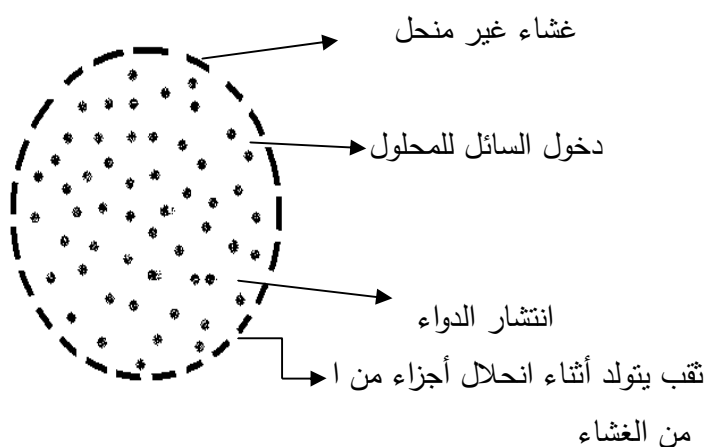 غشاء غير منحل
دخول السائل للمحلول
انتشار الدواء
ثقب يتولد أثناء انحلال أجزاء من ا
من الغشاء